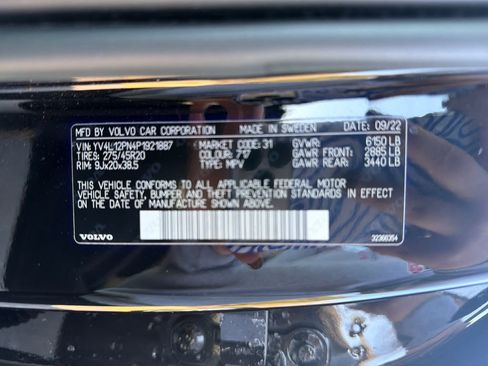 MFD BY VOLVO CAR CORPORATION MADE IN SWEDEN DATE: 09/22
VIN: YV4L12PN4P1921887 MARKET CODE: 31 GVWR: 6150 LB
TIRES: 275/45R20 COLOUR: 717 GAWR FRONT: 2885 LB
RIM: 9Jx20x38.5 TYPE: MPV GAWR REAR: 3440 LB
THIS VEHICLE CONFORMS TO ALL APPLICABLE FEDERAL MOTOR
VEHICLE SAFETY, BUMPER AND THEFT PREVENTION STANDARDS IN EFFECT
ON THE DATE OF MANUFACTURE SHOWN ABOVE.
VOLVO 32366354